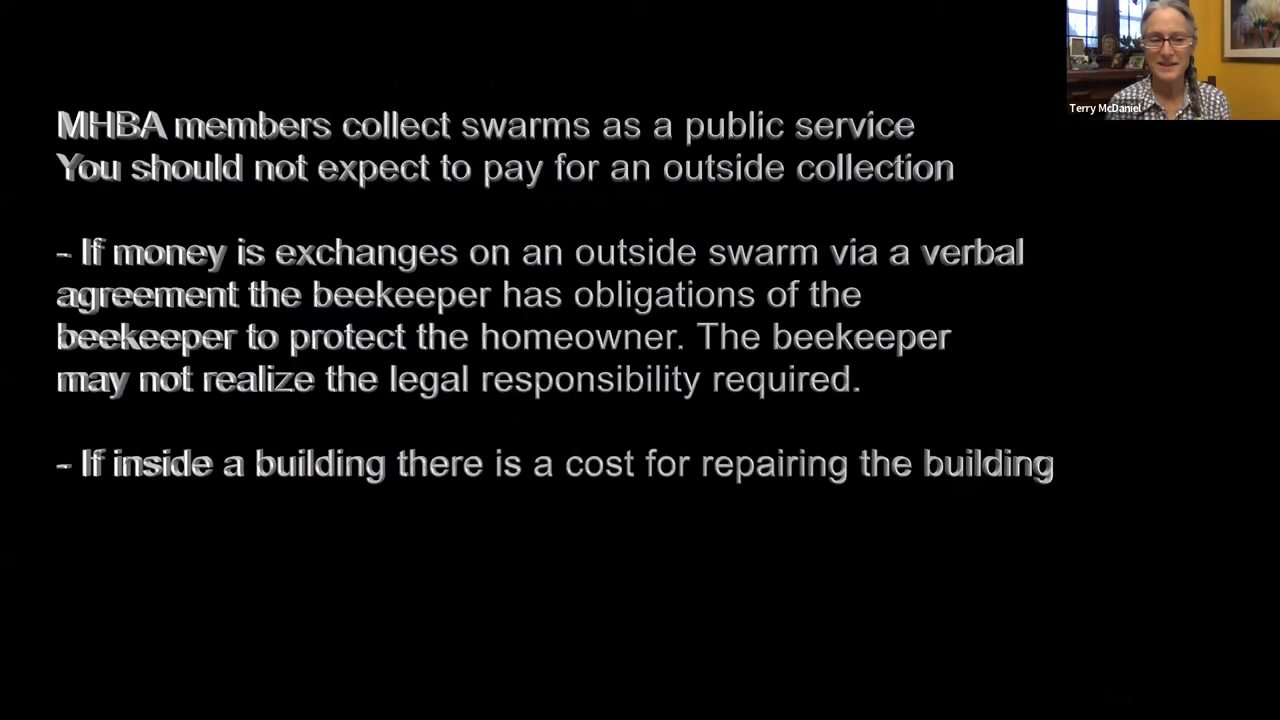 MHBA members collect swarms as a public service
You should not expect to pay for an outside collection
- If money is exchanges on an outside swarm via a verbal
agreement the beekeeper has obligations of the
beekeeper to protect the homeowner. The beekeeper
may not realize the legal responsibility required.
- If inside a building there is a cost for repairing the building
Terry McDaniel